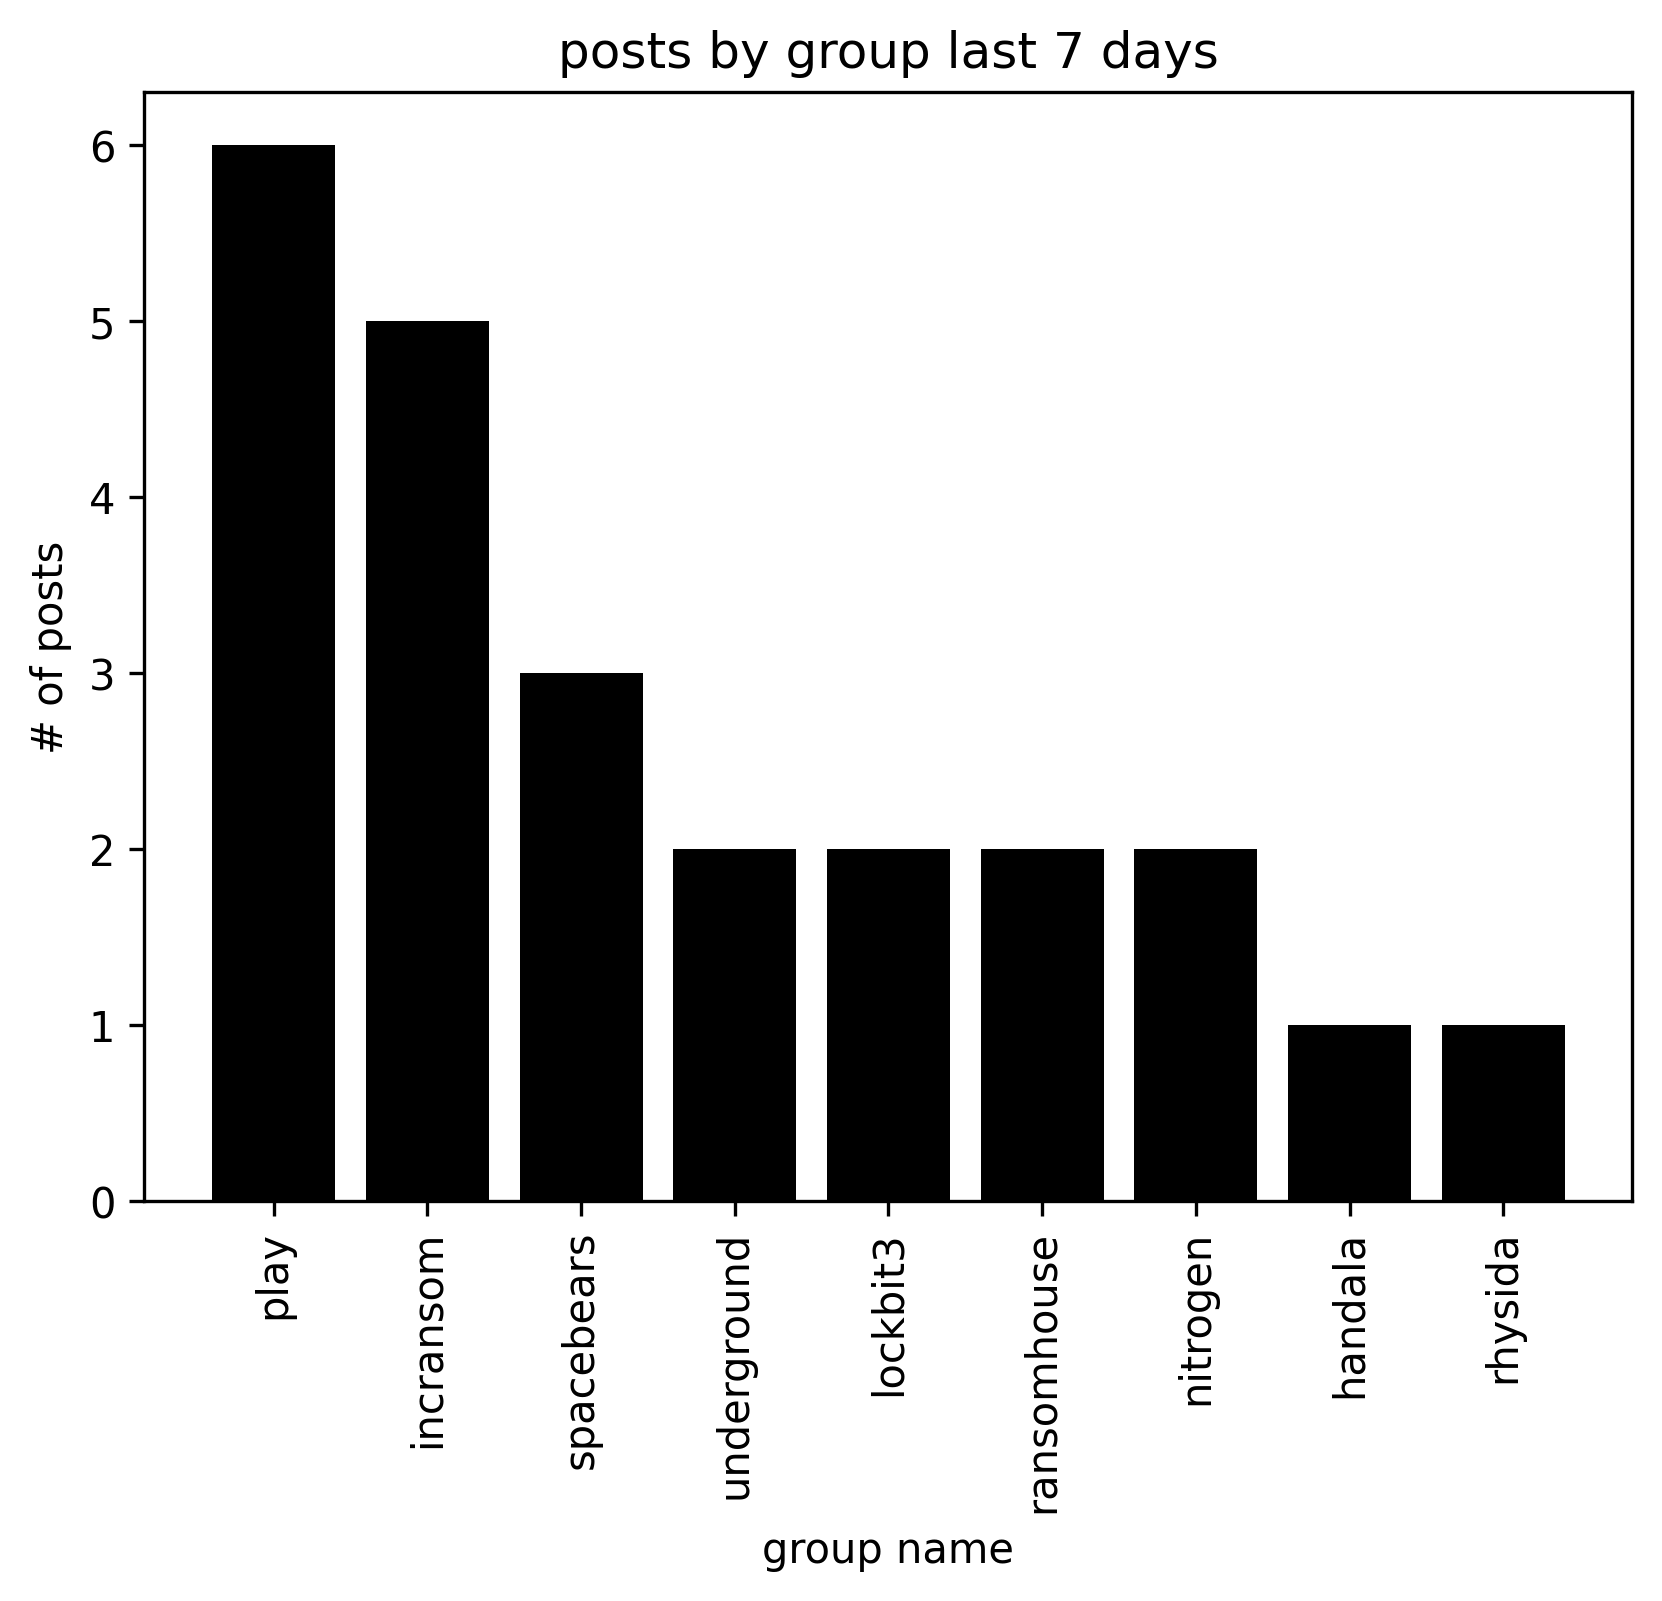 posts by group last 7 days
6
5
4
3
2
1
0
# of posts
play
incransom
spacebears
underground
lockbit3
ransomhouse
nitrogen
handala
rhysida
group name